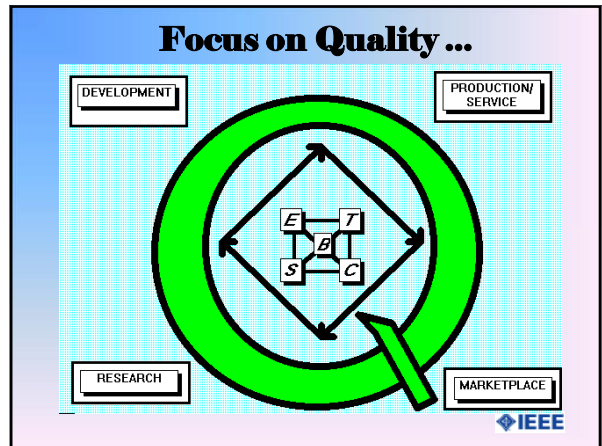 Focus on Quality ...
DEVELOPMENT
PRODUCTION/
SERVICE
E T
B
S C
RESEARCH
MARKETPLACE
IEEE